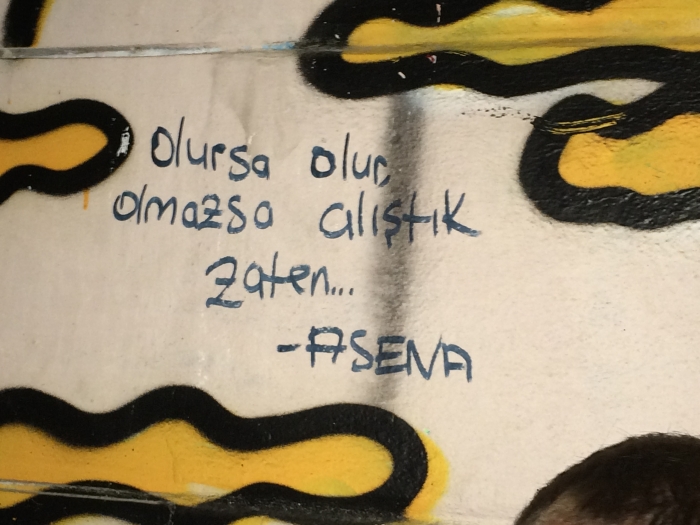 Olursa olur,
olmazsa alıştık
zaten...
-ASENA